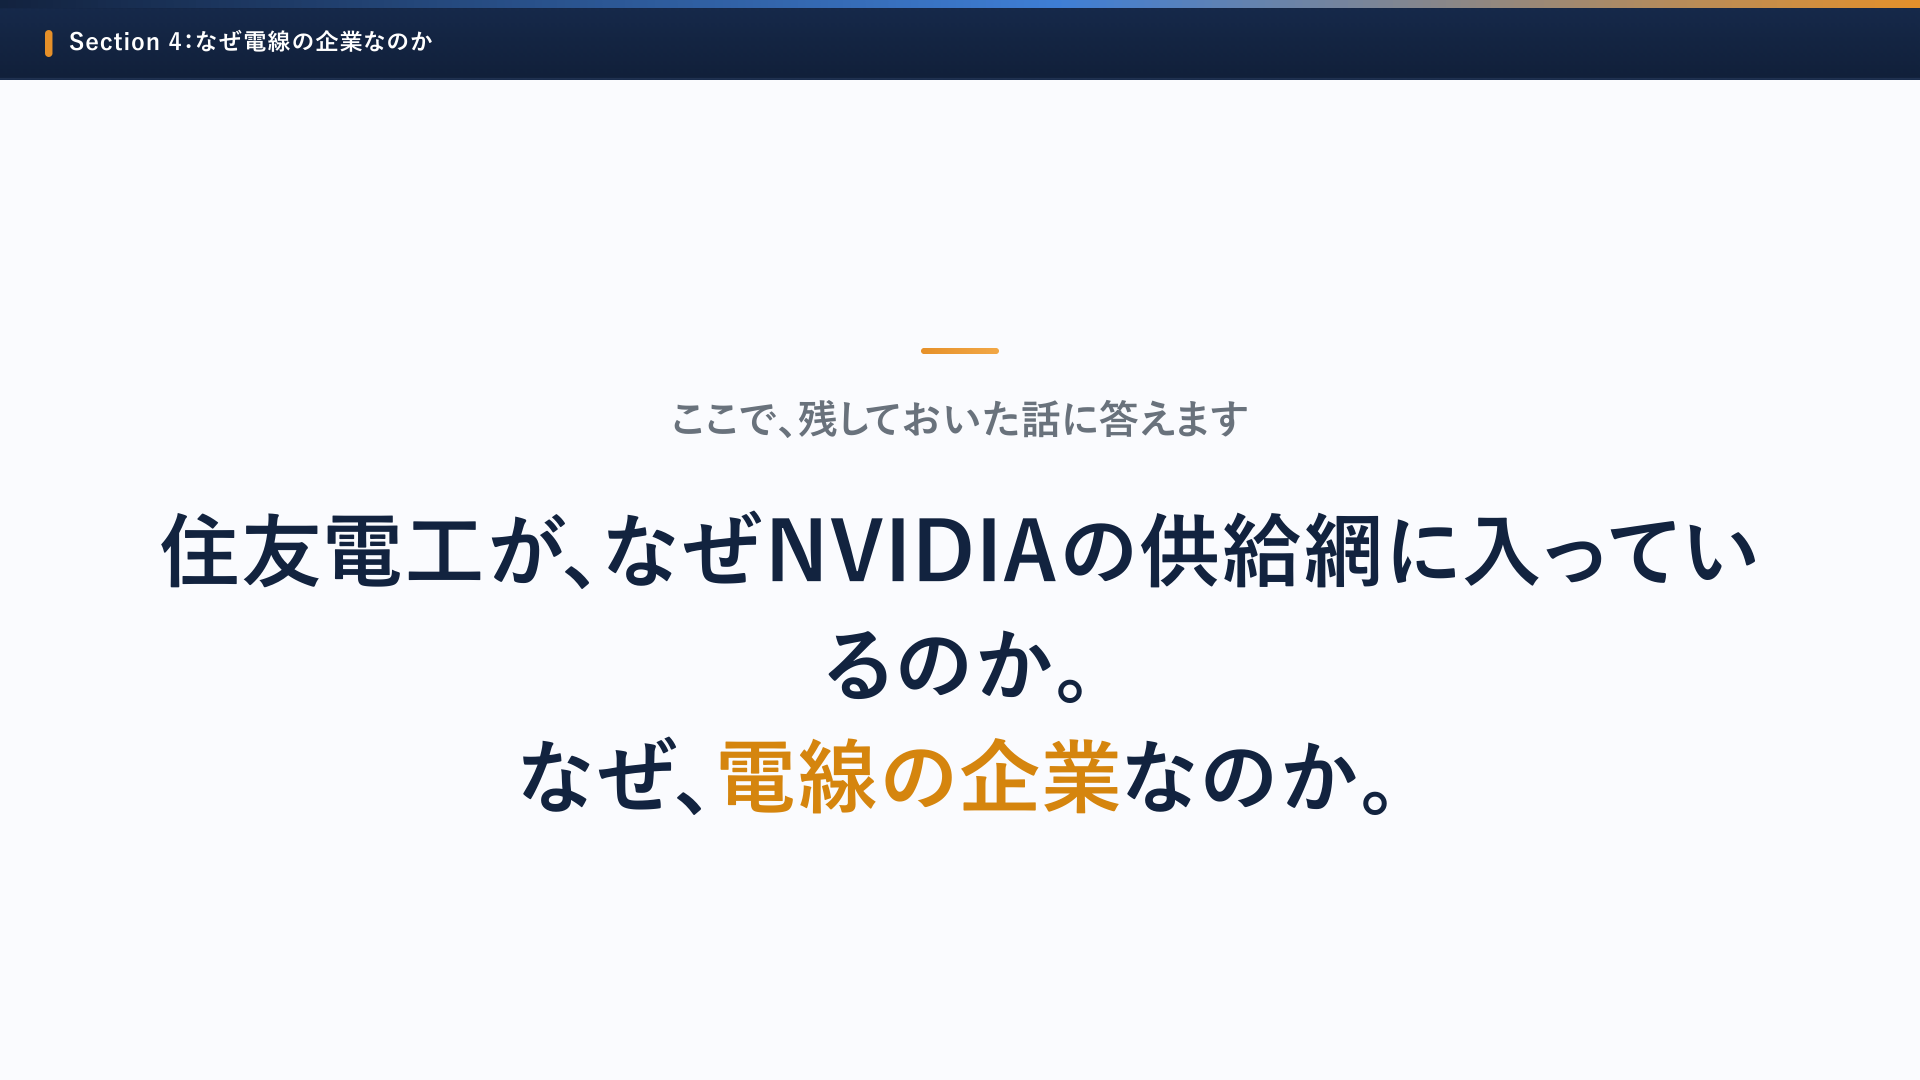 Section 4：なぜ電線の企業なのか
ここで、残しておいた話に答えます
住友電工が、なぜNVIDIAの供給網に入ってい
るのか。
なぜ、電線の企業なのか。